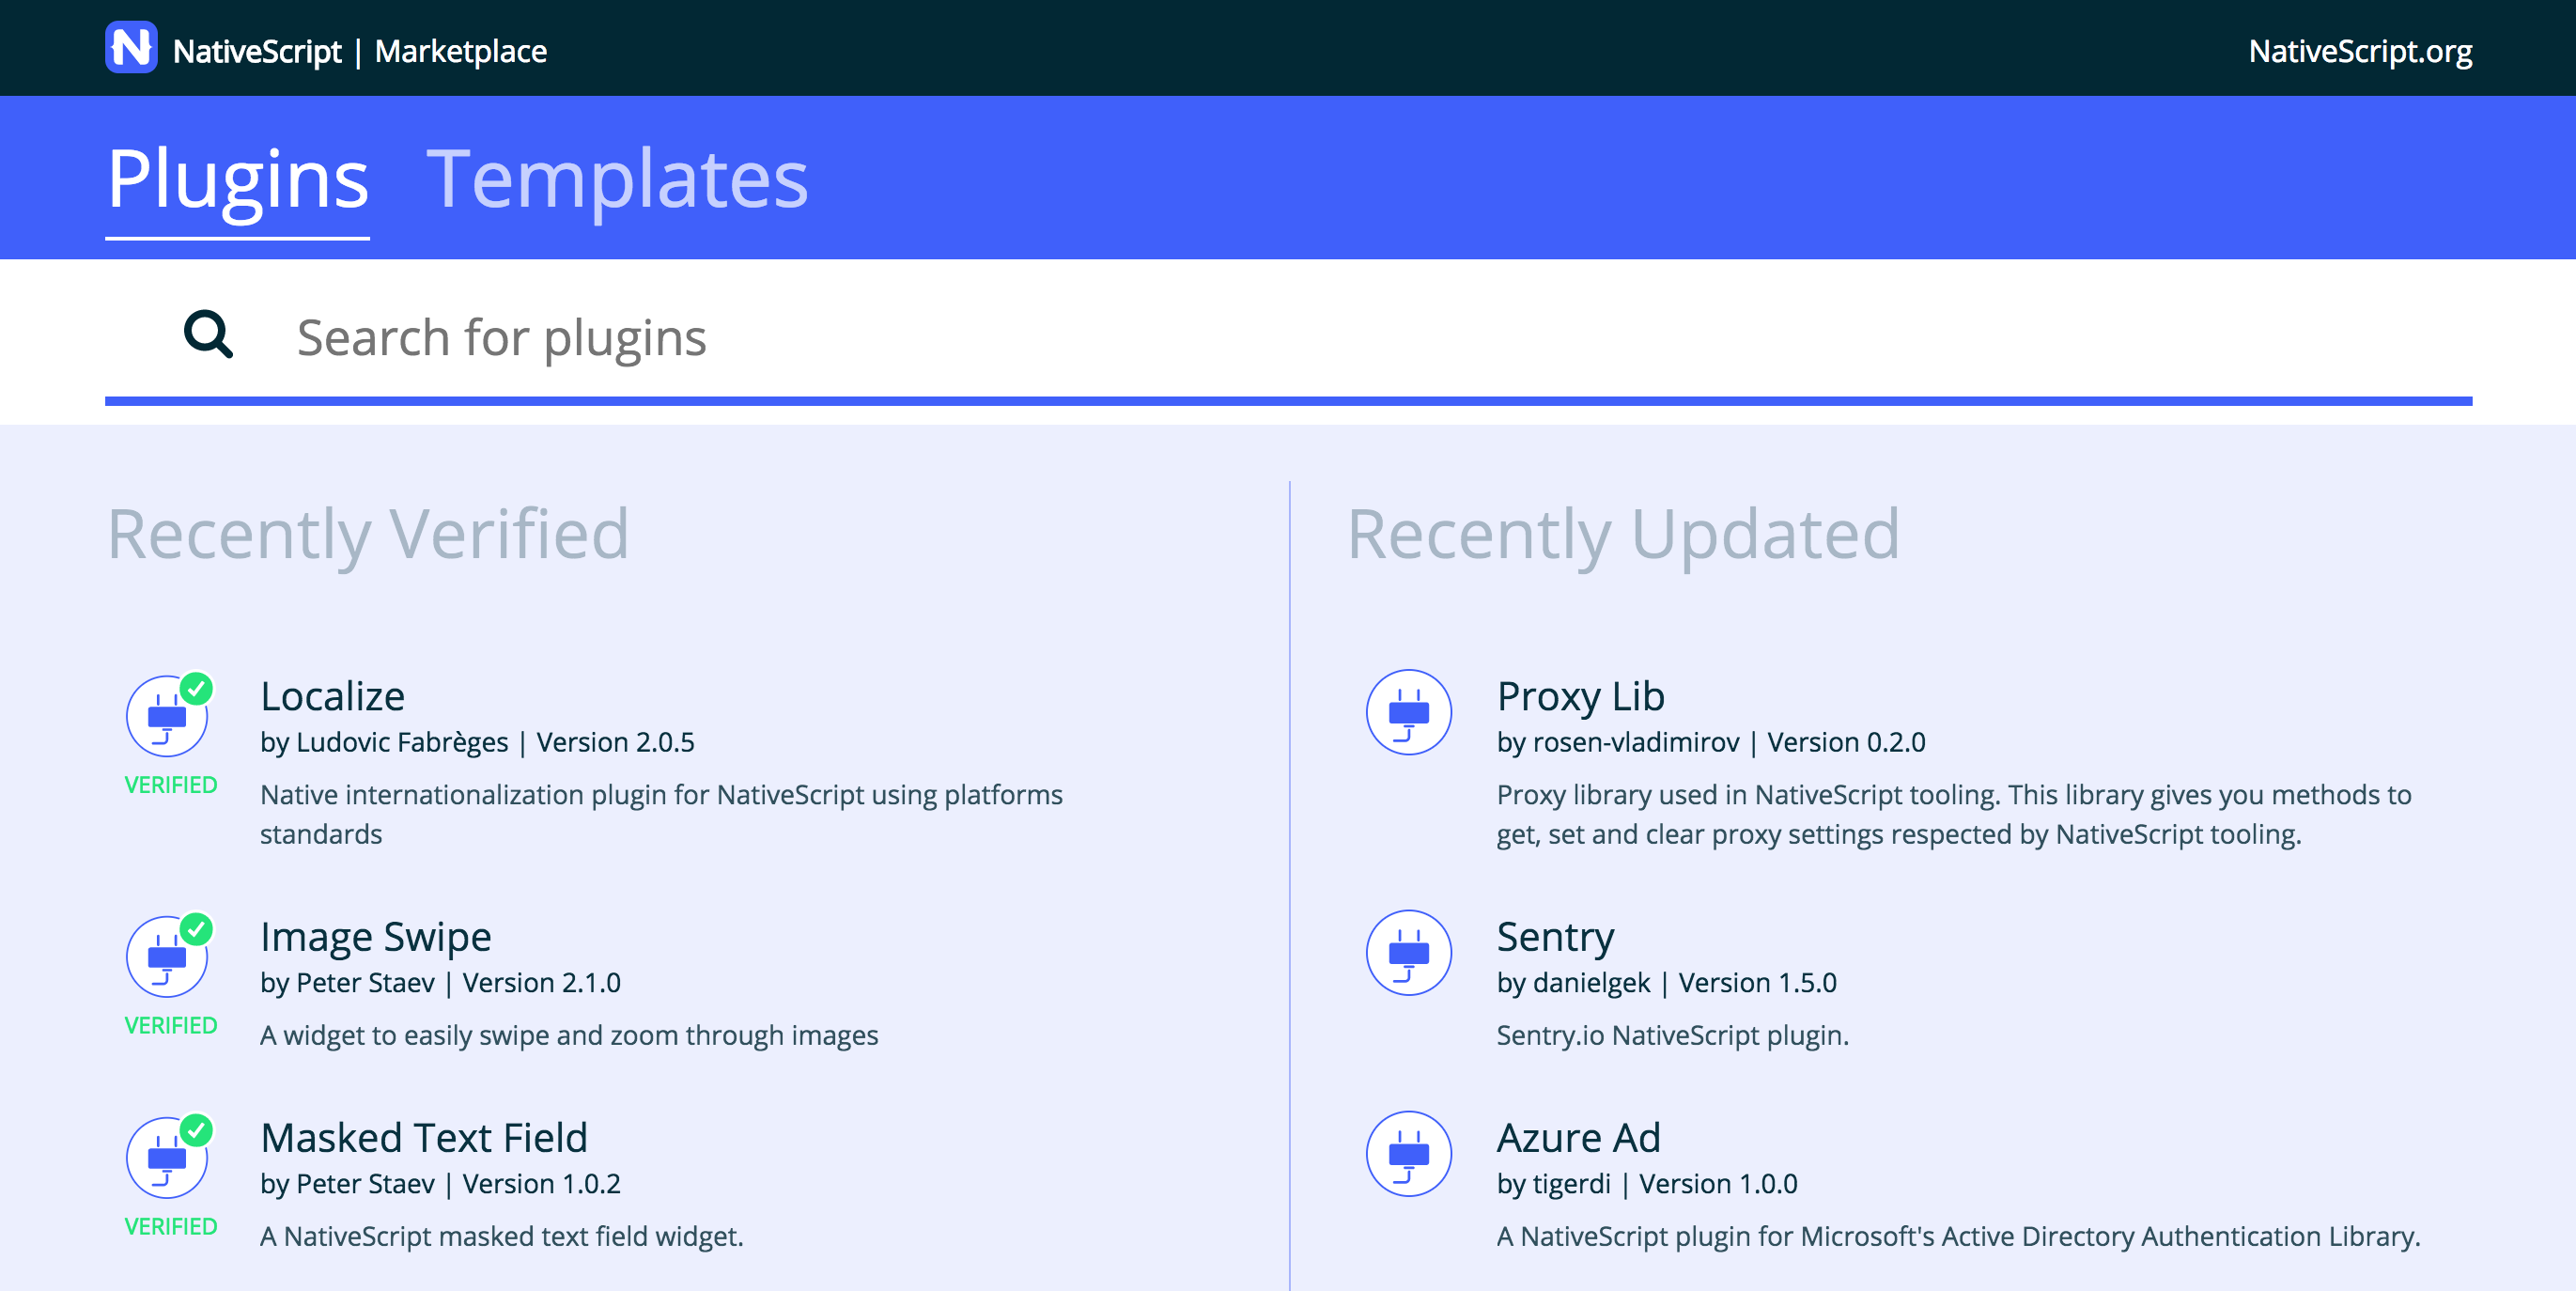 NativeScript | Marketplace
NativeScript.org
Plugins
Templates
Search for plugins
Recently Verified
Localize
by Ludovic Fabrèges | Version 2.0.5
VERIFIED
Native internationalization plugin for NativeScript using platforms
standards
Image Swipe
by Peter Staev | Version 2.1.0
VERIFIED
A widget to easily swipe and zoom through images
Masked Text Field
by Peter Staev | Version 1.0.2
VERIFIED
A NativeScript masked text field widget.
Recently Updated
Proxy Lib
by rosen-vladimirov | Version 0.2.0
Proxy library used in NativeScript tooling. This library gives you methods to
get, set and clear proxy settings respected by NativeScript tooling.
Sentry
by danielgek | Version 1.5.0
Sentry.io NativeScript plugin.
Azure Ad
by tigerdi | Version 1.0.0
A NativeScript plugin for Microsoft's Active Directory Authentication Library.